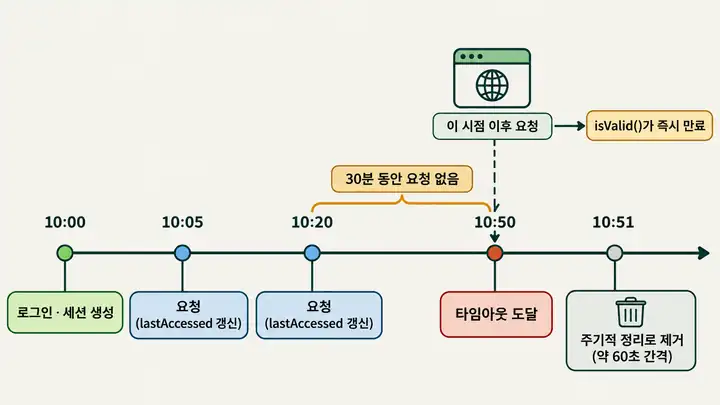 이 시점 이후 요청
isValid()가 즉시 만료
30분 동안 요청 없음
10:00
10:05
10:20
10:50
10:51
로그인 · 세션 생성
요청
(lastAccessed 갱신)
요청
(lastAccessed 갱신)
타임아웃 도달
주기적 정리로 제거
(약 60초 간격)